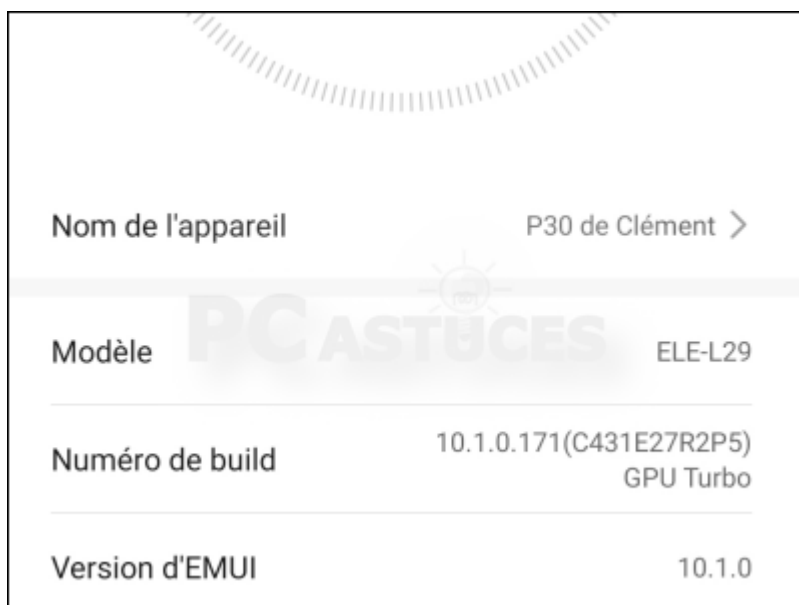 Nom de l'appareil P30 de Clément >
PC ASTUCES
Modèle ELE-L29
Numéro de build 10.1.0.171(C431E27R2P5)
GPU Turbo
Version d'EMUI 10.1.0